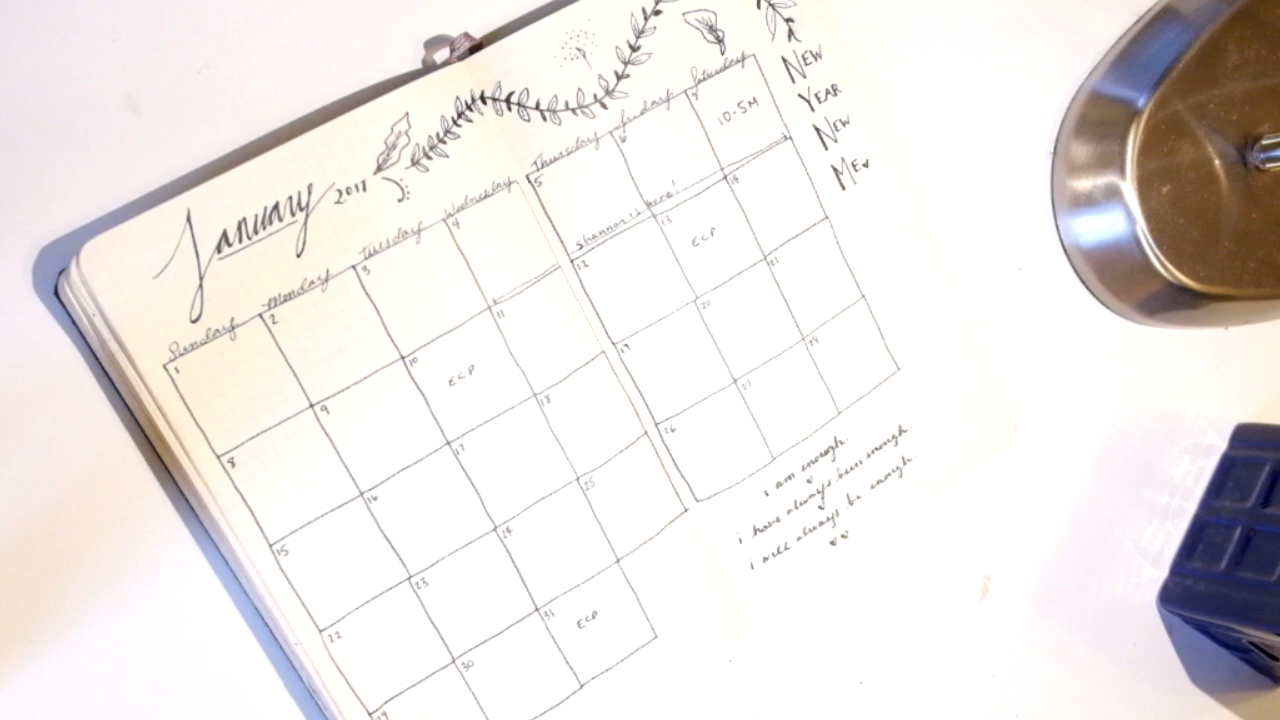 January 2017
Sunday Monday Tuesday Wednesday Thursday Friday Saturday
1 2 3 4 5 6 7
10-5M
Shannon is here!
8 9 10 11 12 13 14
ECP
ECP
15 16 17 18 19 20 21
22 23 24 25 26 27 28
29 30 31
ECP
A
NEW
YEAR
NEW
ME
i am enough.
i have always been enough.
i will always be enough.